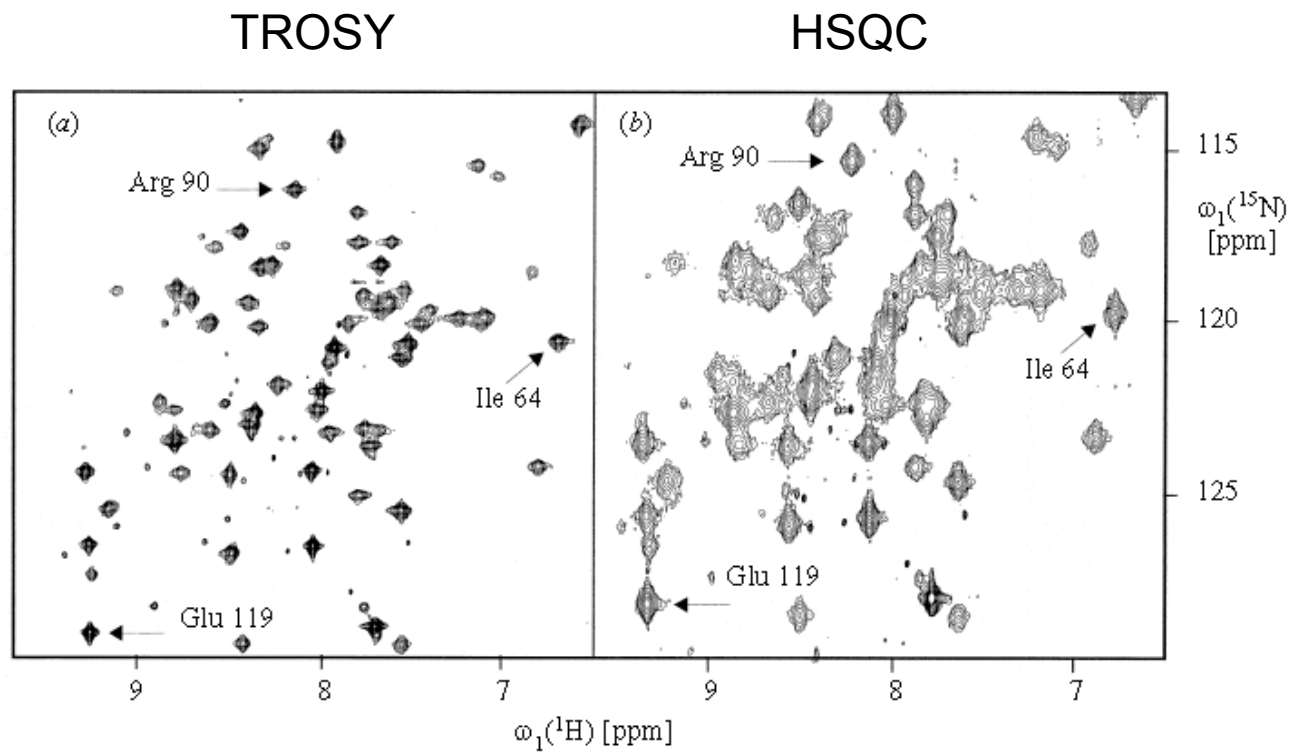 TROSY HSQC
(a) (b)
115
Arg 90 Arg 90
ω1(15N)
[ppm]
120
Ile 64 Ile 64
125
Glu 119 Glu 119
9 8 7 9 8 7
ω1(1H) [ppm]